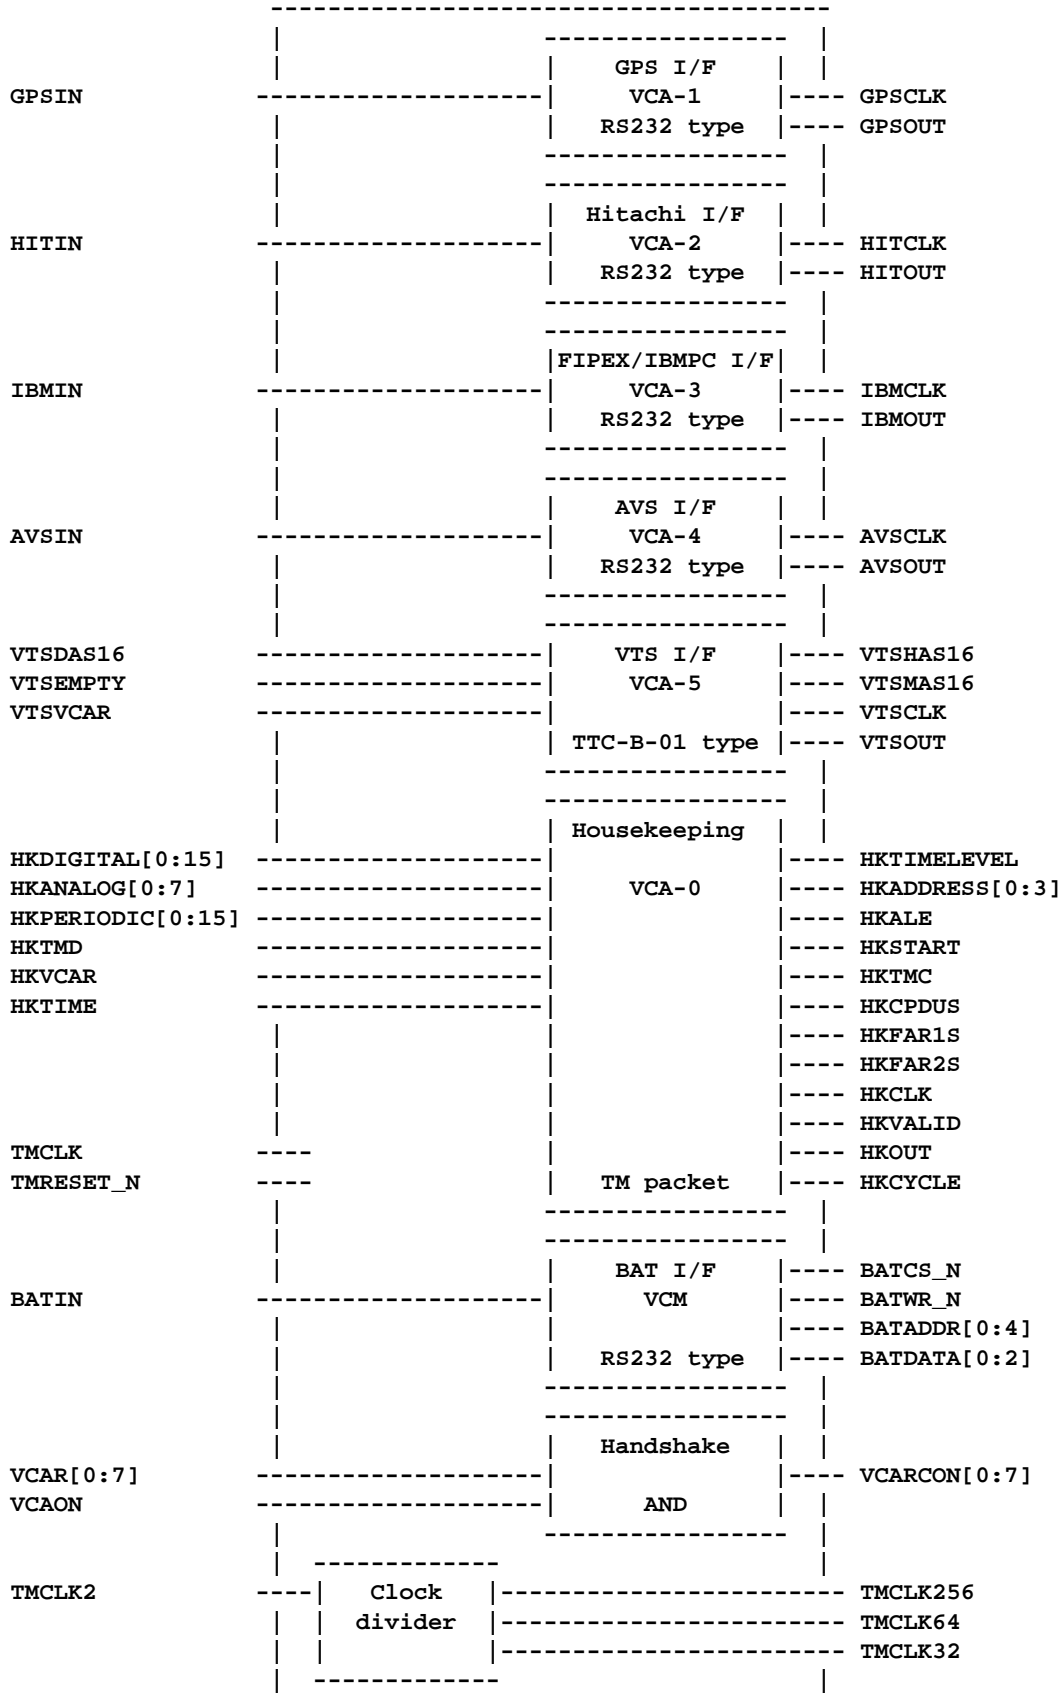 GPS I/F
GPSIN VCA-1 GPSCLK
RS232 type GPSOUT
Hitachi I/F
HITIN VCA-2 HITCLK
RS232 type HITOUT
FIPEX/IBMPC I/F
IBMIN VCA-3 IBMCLK
RS232 type IBMOUT
AVS I/F
AVSIN VCA-4 AVSCLK
RS232 type AVSOUT
VTSDAS16 VTS I/F VTSHAS16
VTSEMPTY VCA-5 VTSMAS16
VTSVCAR VTSCLK
TTC-B-01 type VTSOUT
Housekeeping
HKDIGITAL[0:15] HKTIMELEVEL
HKANALOG[0:7] VCA-0 HKADDRESS[0:3]
HKPERIODIC[0:15] HKALE
HKTMD HKSTART
HKVCAR HKTMC
HKTIME HKCPDUS
HKFAR1S
HKFAR2S
HKCLK
HKVALID
TMCLK HKOUT
TMRESET_N TM packet HKCYCLE
BAT I/F BATCS_N
BATIN VCM BATWR_N
BATADDR[0:4]
RS232 type BATDATA[0:2]
Handshake
VCAR[0:7] VCARCON[0:7]
VCAON AND
TMCLK2 Clock TMCLK256
divider TMCLK64
TMCLK32